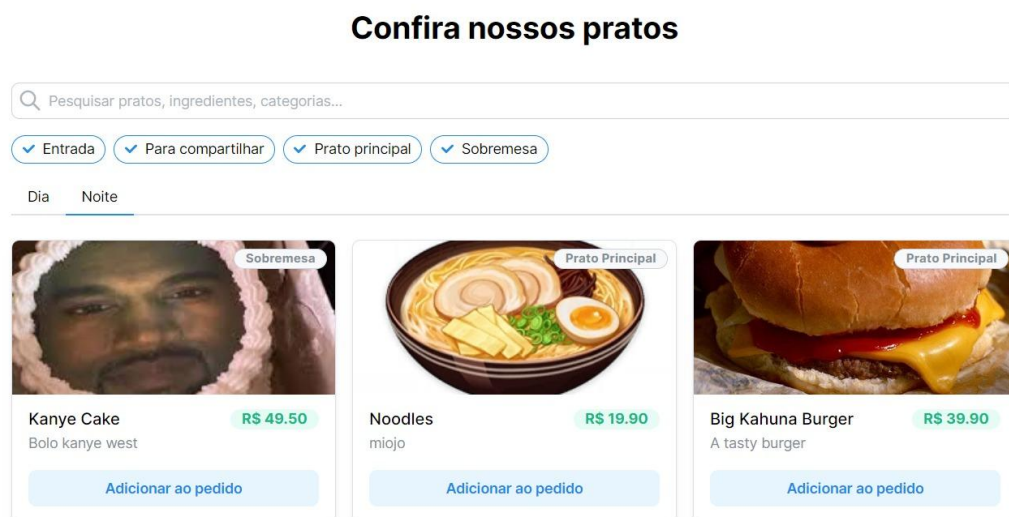 Confira nossos pratos
Pesquisar pratos, ingredientes, categorias...
Entrada Para compartilhar Prato principal Sobremesa
Dia Noite
Sobremesa Prato Principal Prato Principal
Kanye Cake R$ 49.50 Noodles R$ 19.90 Big Kahuna Burger R$ 39.90
Bolo kanye west miojo A tasty burger
Adicionar ao pedido Adicionar ao pedido Adicionar ao pedido